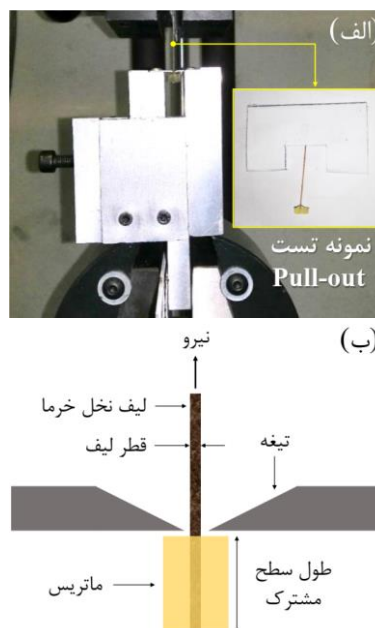 (الف)
نمونه تست
Pull-out
(ب)
نیرو
لیف نخل خرما
قطر لیف
تیغه
ماتریس
طول سطح
مشترک